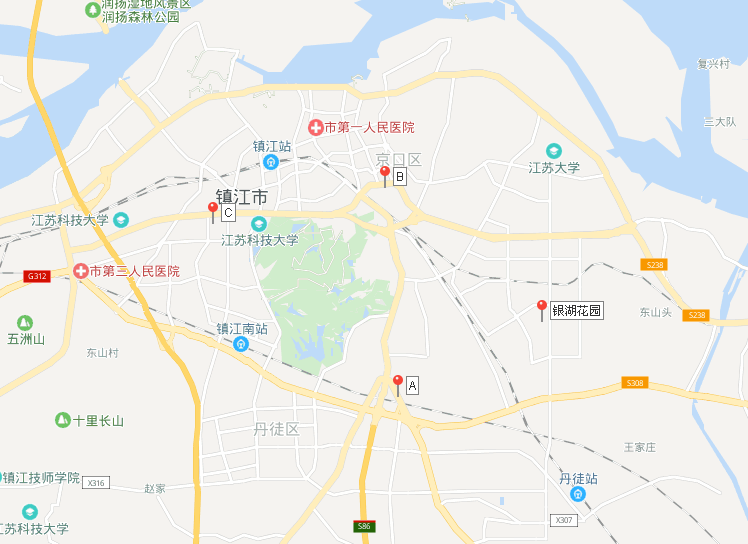 润扬湿地风景区
润扬森林公园
复兴村
三大队
市第一人民医院
镇江站
京口区
江苏大学
B
镇江市
C
江苏科技大学
江苏科技大学
S238
市第三人民医院
G312
银湖花园
东山头
S238
五洲山
镇江南站
东山村
A
S308
十里长山
丹徒区
王家庄
镇江技师学院
X316
赵家
丹徒站
江苏科技大学
X307
S86